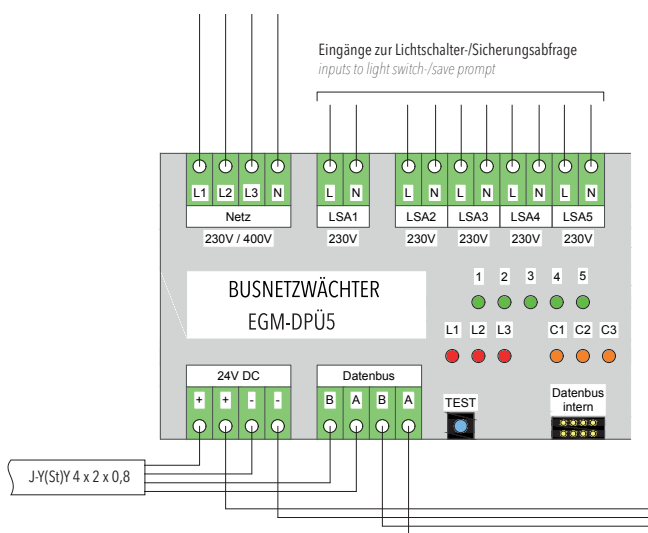 Eingänge zur Lichtschalter-/Sicherungsabfrage
inputs to light switch-/save prompt
L1 L2 L3 N L N L N L N L N L N
Netz LSA1 LSA2 LSA3 LSA4 LSA5
230V / 400V 230V 230V 230V 230V 230V
BUSNETZWÄCHTER
EGM-DPÜ5
1 2 3 4 5
L1 L2 L3 C1 C2 C3
24V DC Datenbus
+ + - - B A B A
TEST
Datenbus
intern
J-Y(St)Y 4 x 2 x 0,8